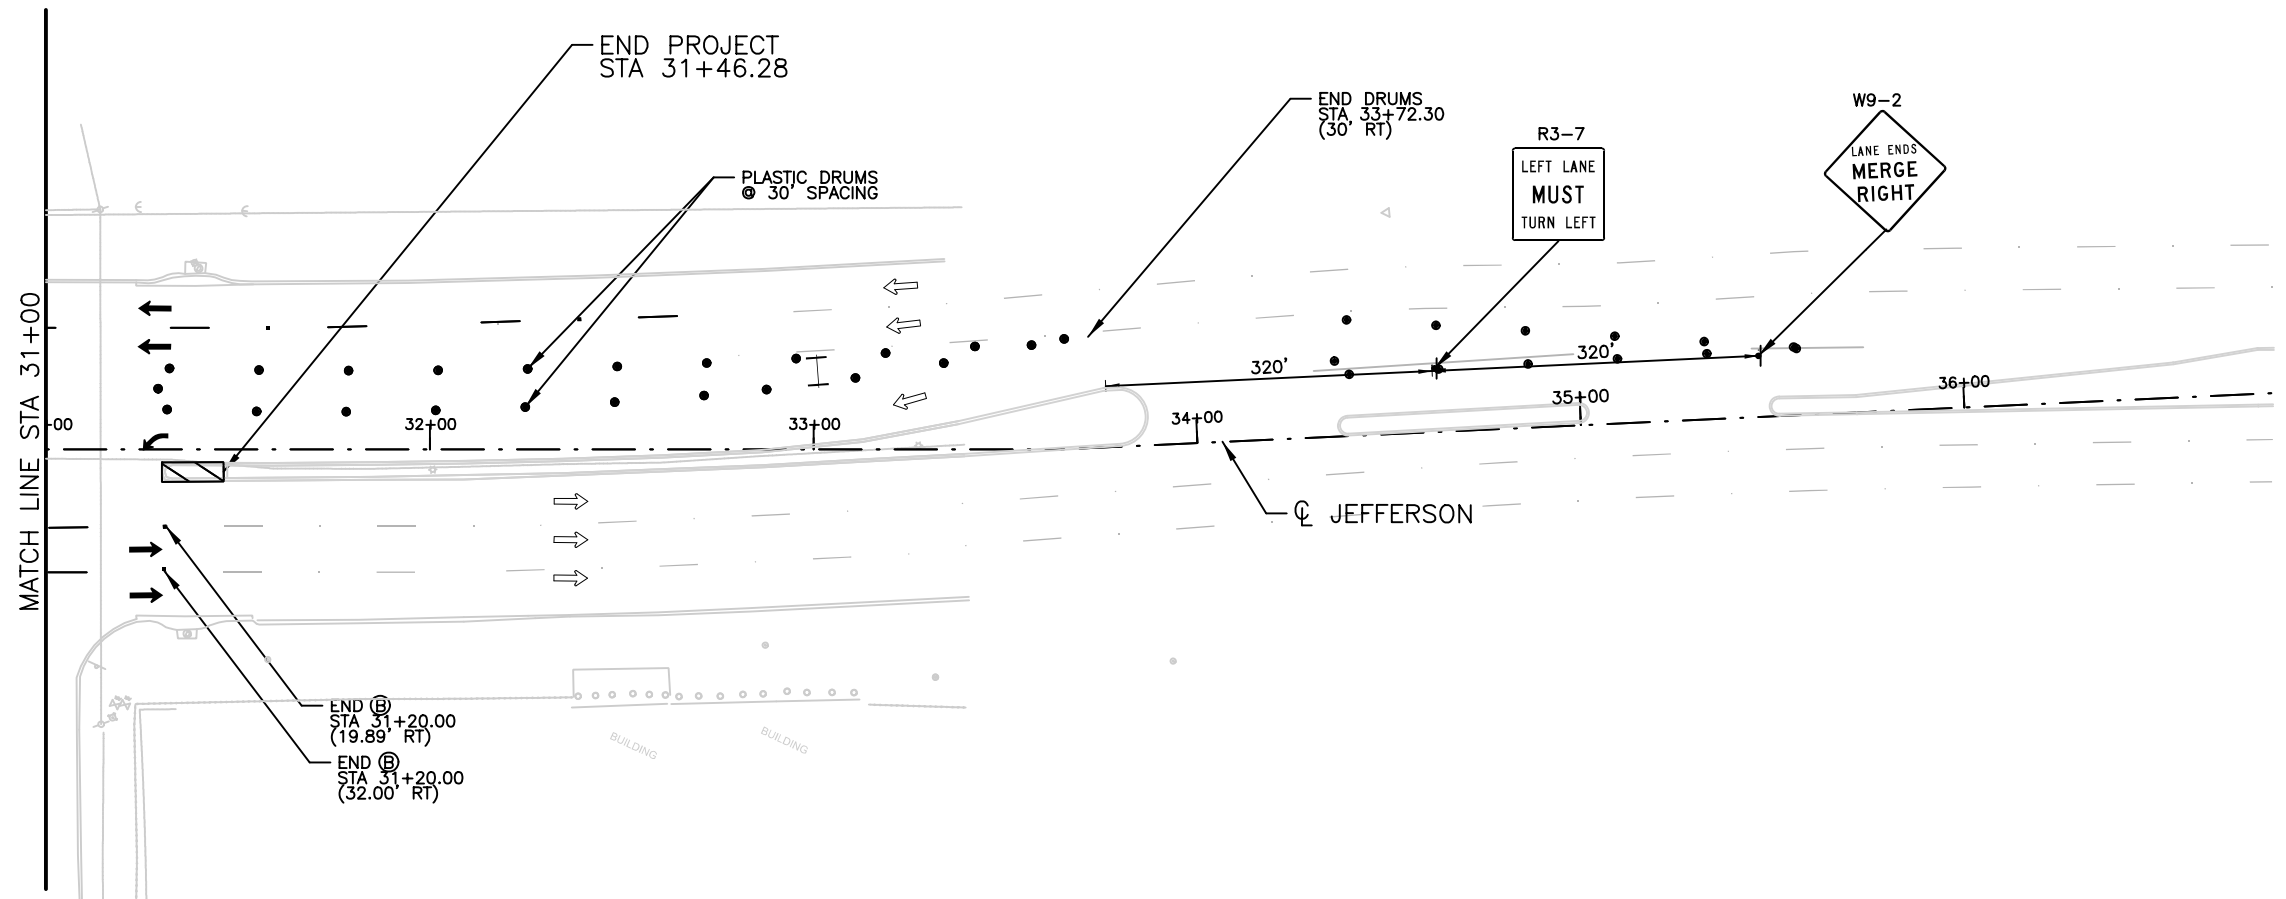 END PROJECT
STA 31+46.28
END DRUMS
STA 33+72.30
(30' RT)
W9-2
LANE ENDS
MERGE
RIGHT
R3-7
LEFT LANE
MUST
TURN LEFT
PLASTIC DRUMS
@ 30' SPACING
MATCH LINE STA 31+00
320'
320'
+00
32+00
33+00
34+00
35+00
36+00
℄ JEFFERSON
END Ⓑ
STA 31+20.00
(19.89' RT)
END Ⓑ
STA 31+20.00
(32.00' RT)
BUILDING
BUILDING